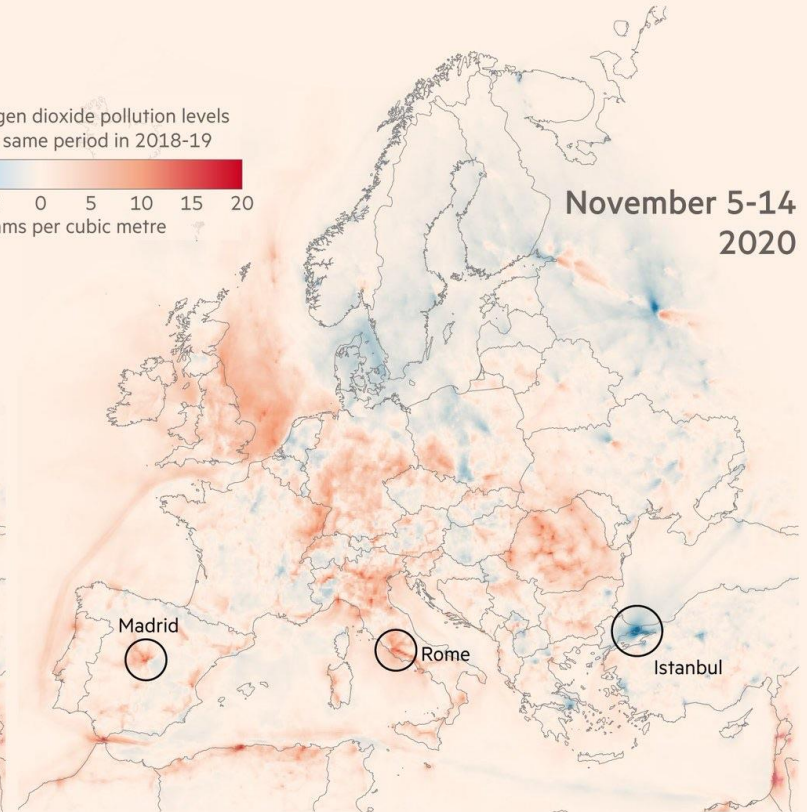 gen dioxide pollution levels
same period in 2018-19
0 5 10 15 20
ms per cubic metre
November 5-14
2020
Madrid
Rome
Istanbul